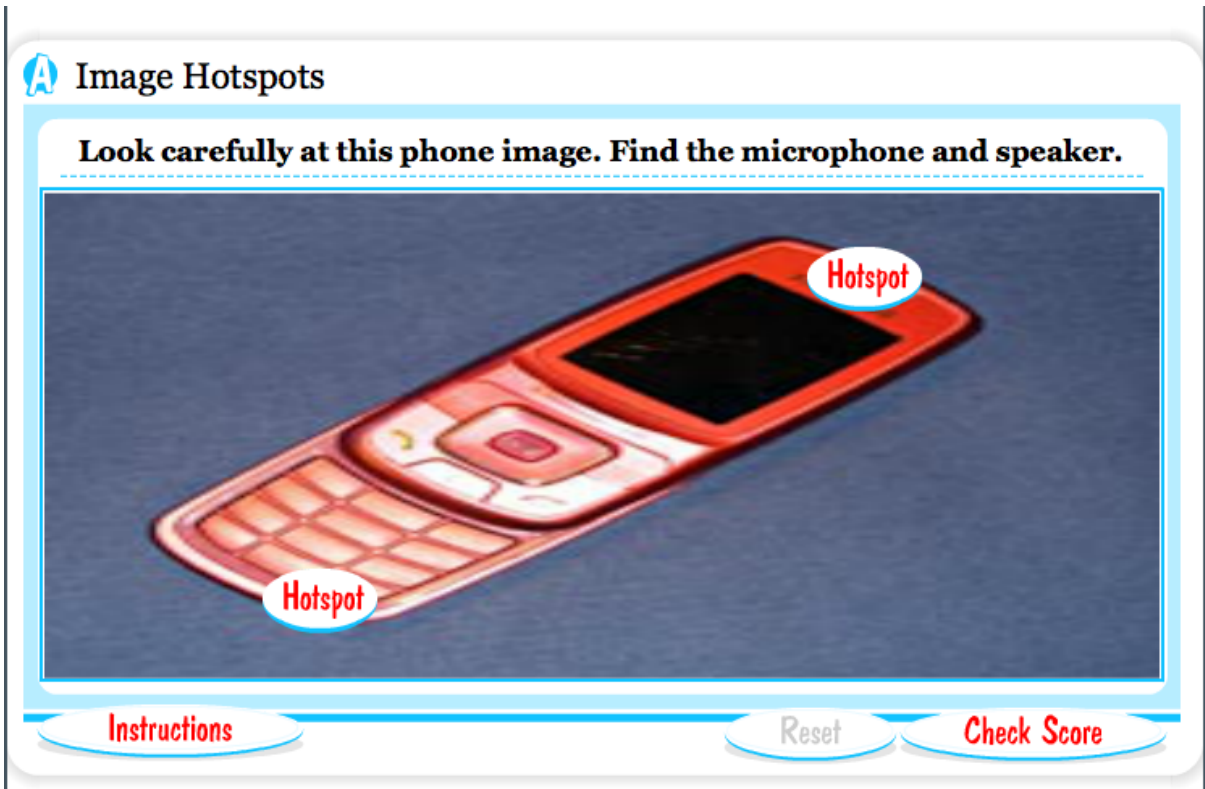 A Image Hotspots
Look carefully at this phone image. Find the microphone and speaker.
Hotspot
Hotspot
Instructions
Reset
Check Score